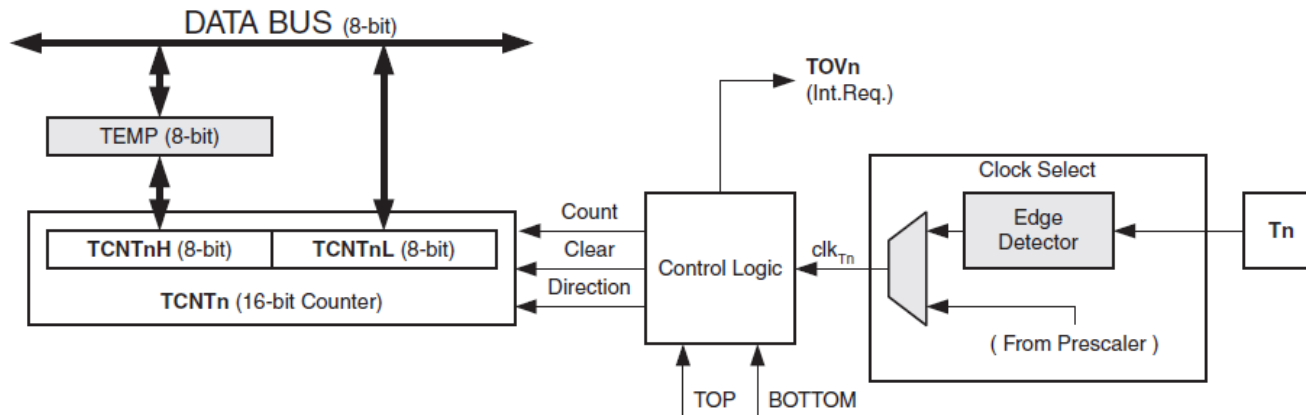 DATA BUS (8-bit)
TOVn
(Int.Req.)
TEMP (8-bit)
Clock Select
Count
Edge
Detector
Tn
TCNTnH (8-bit) TCNTnL (8-bit)
Clear
Control Logic
clkTn
TCNTn (16-bit Counter)
Direction
( From Prescaler )
TOP BOTTOM